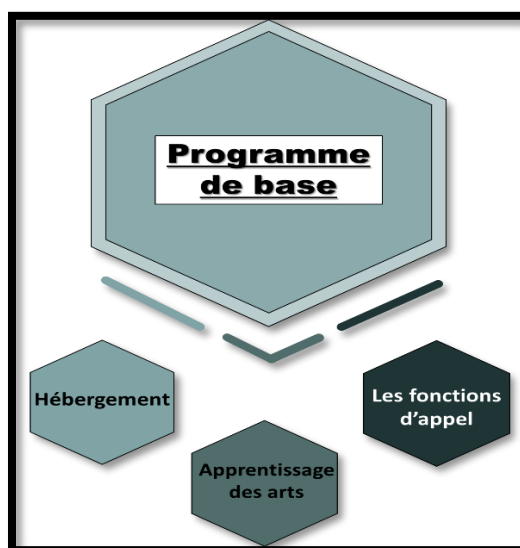 Programme
de base
Hébergement
Les fonctions
d'appel
Apprentissage
des arts